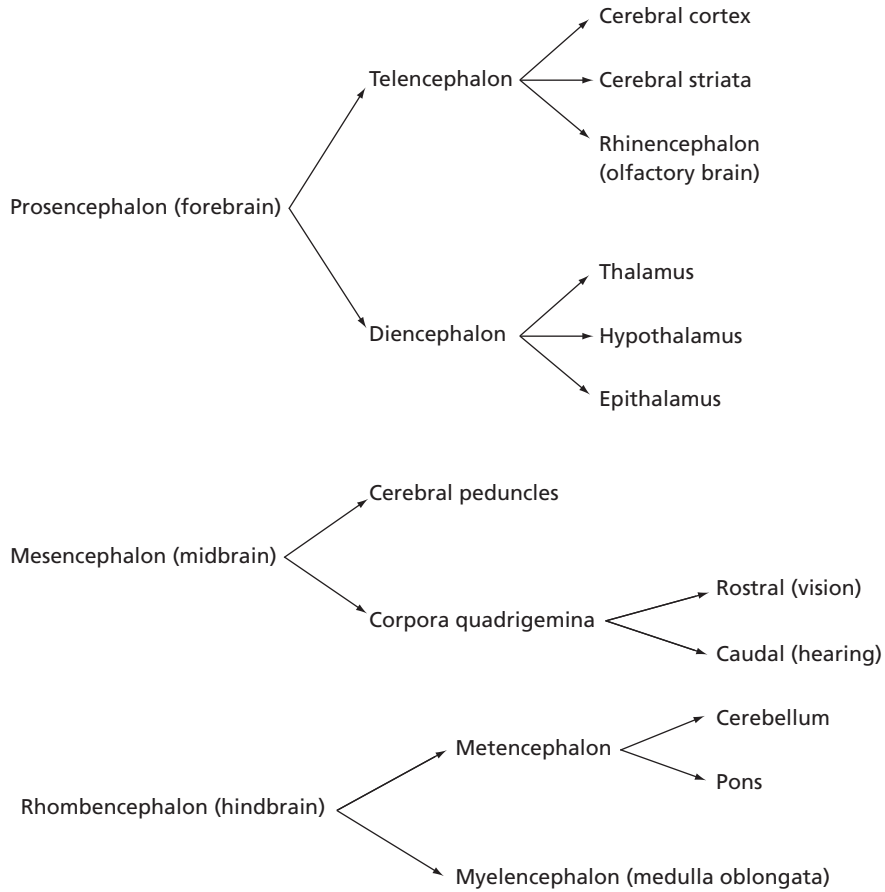 Cerebral cortex
Telencephalon
Cerebral striata
Rhinencephalon
(olfactory brain)
Prosencephalon (forebrain)
Thalamus
Diencephalon
Hypothalamus
Epithalamus
Cerebral peduncles
Mesencephalon (midbrain)
Rostral (vision)
Corpora quadrigemina
Caudal (hearing)
Cerebellum
Metencephalon
Pons
Rhombencephalon (hindbrain)
Myelencephalon (medulla oblongata)